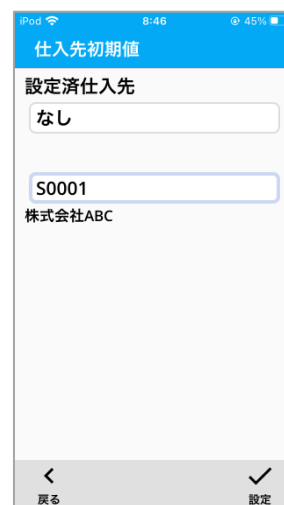 iPod 8:46 45%
仕入先初期値
設定済仕入先
なし
S0001
株式会社ABC
戻る 設定